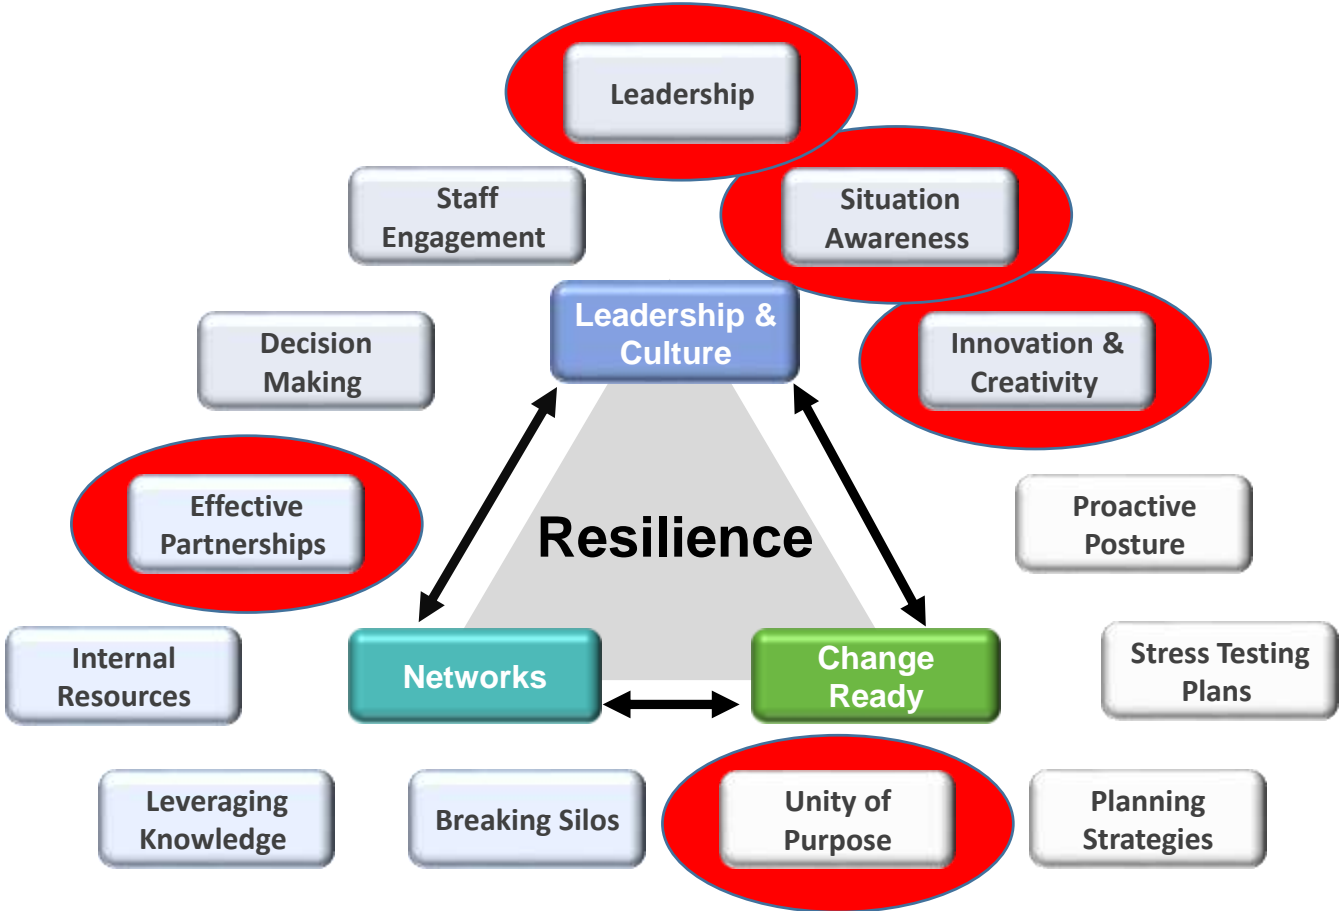 Leadership
Situation
Awareness
Staff
Engagement
Leadership &
Culture
Innovation &
Creativity
Decision
Making
Effective
Partnerships
Resilience
Proactive
Posture
Internal
Resources
Networks
Change
Ready
Stress Testing
Plans
Leveraging
Knowledge
Breaking Silos
Unity of
Purpose
Planning
Strategies